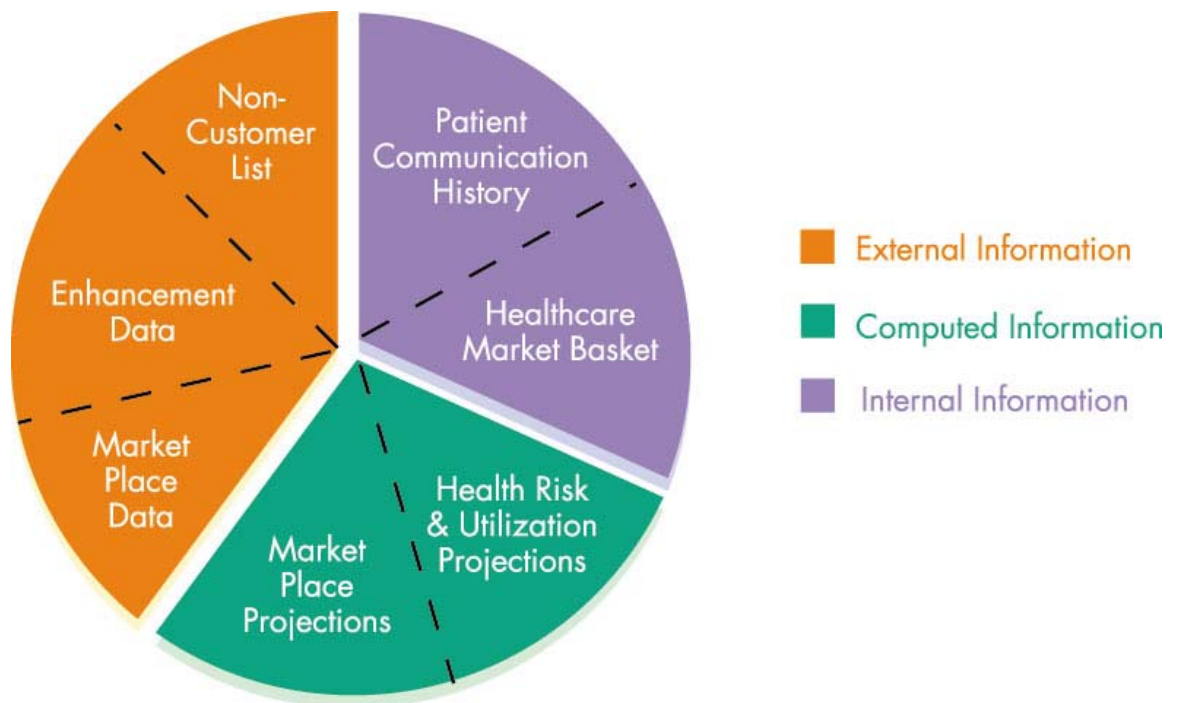 Non-
Customer
List
Patient
Communication
History
Enhancement
Data
Healthcare
Market Basket
Market
Place
Data
Health Risk
& Utilization
Projections
Market
Place
Projections
External Information
Computed Information
Internal Information